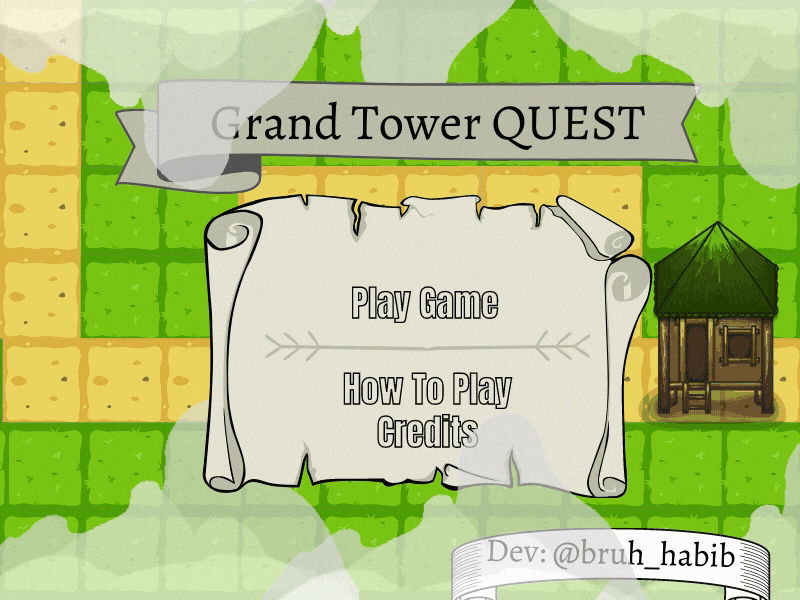 Grand Tower QUEST
Play Game
How To Play
Credits
Dev: @bruh_habib